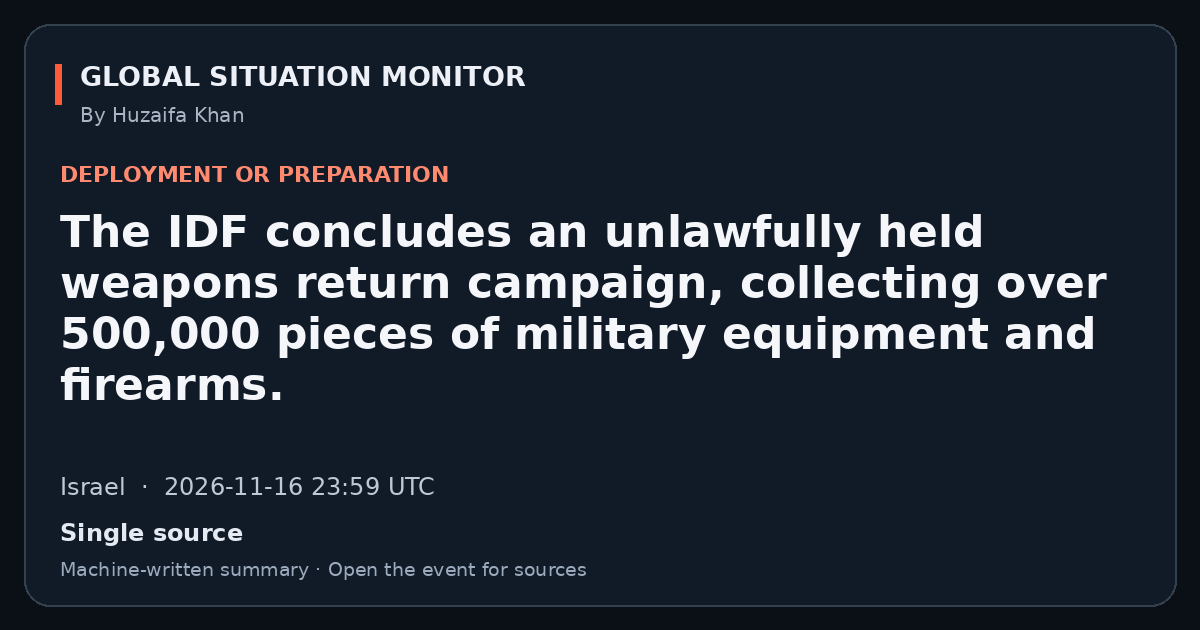 GLOBAL SITUATION MONITOR
By Huzaifa Khan
DEPLOYMENT OR PREPARATION
The IDF concludes an unlawfully held
weapons return campaign, collecting over
500,000 pieces of military equipment and
firearms.
Israel · 2026-11-16 23:59 UTC
Single source
Machine-written summary · Open the event for sources